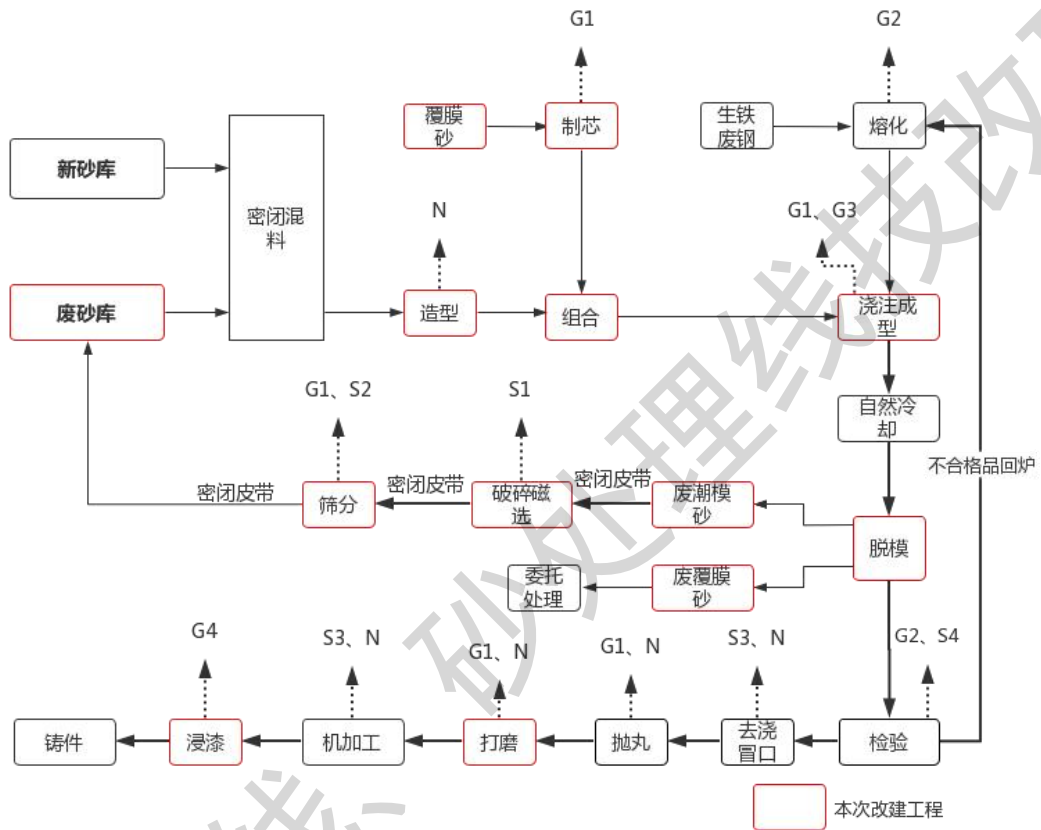 G1
G2
覆膜
砂
制芯
生铁
废钢
熔化
新砂库
密闭混
料
N
G1、G3
废砂库
造型
组合
浇注成
型
自然冷
却
G1、S2
S1
不合格品回炉
密闭皮带
筛分
密闭皮带
破碎磁
选
密闭皮带
废潮模
砂
脱模
委托
处理
废覆膜
砂
G4
S3、N
G1、N
G1、N
S3、N
G2、S4
铸件
浸漆
机加工
打磨
抛丸
去浇
冒口
检验
本次改建工程
砂处理线技改
线、